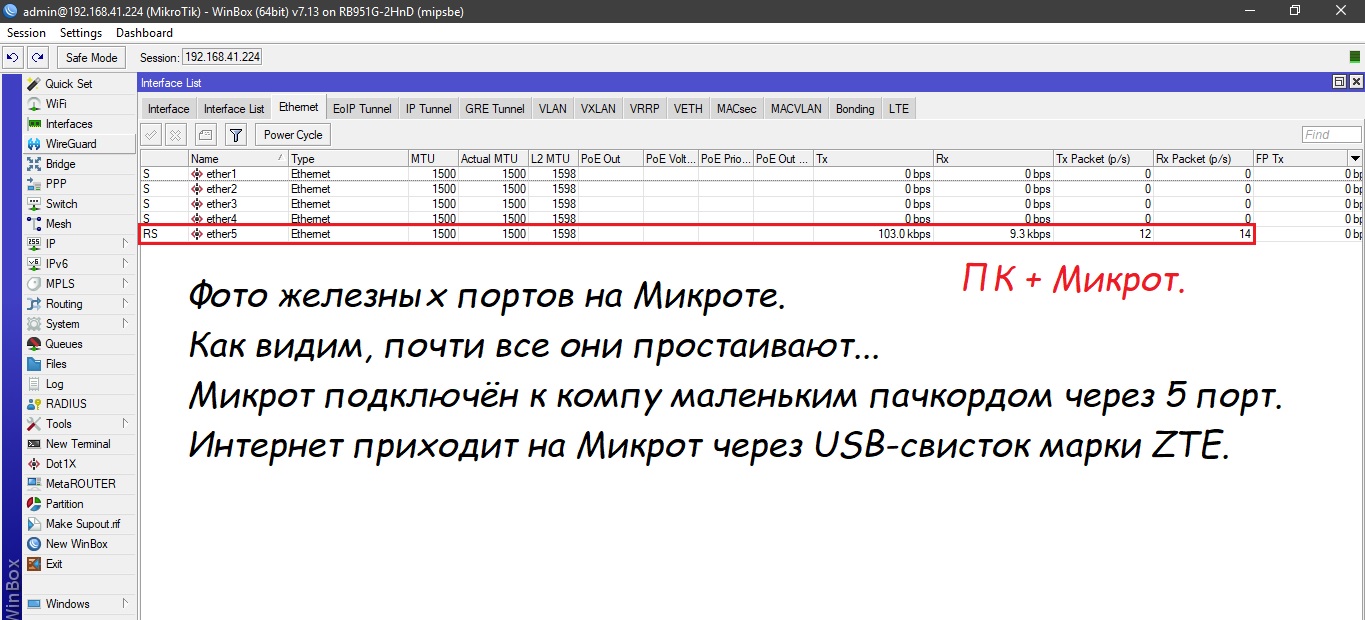 admin@192.168.41.224 (MikroTik) - WinBox (64bit) v7.13 on RB951G-2HnD (mipsbe)
Session Settings Dashboard
Safe Mode Session: 192.168.41.224
Quick Set
WiFi
Interfaces
WireGuard
Bridge
PPP
Switch
Mesh
IP
IPv6
MPLS
Routing
System
Queues
Files
Log
RADIUS
Tools
New Terminal
Dot1X
MetaROUTER
Partition
Make Supout.rif
New WinBox
Exit
Windows
WinBox
Interface List
Interface Interface List Ethernet EoIP Tunnel IP Tunnel GRE Tunnel VLAN VXLAN VRRP VETH MACsec MACVLAN Bonding LTE
Power Cycle Find
Name Type MTU Actual MTU L2 MTU PoE Out PoE Volt... PoE Prio... PoE Out ... Tx Rx Tx Packet (p/s) Rx Packet (p/s) FP Tx
S ether1 Ethernet 1500 1500 1598 0 bps 0 bps 0 0 0 bp
S ether2 Ethernet 1500 1500 1598 0 bps 0 bps 0 0 0 bp
S ether3 Ethernet 1500 1500 1598 0 bps 0 bps 0 0 0 bp
S ether4 Ethernet 1500 1500 1598 0 bps 0 bps 0 0 0 bp
RS ether5 Ethernet 1500 1500 1598 103.0 kbps 9.3 kbps 12 14 0 bp
ПК + Микрот.
Фото железных портов на Микроте.
Как видим, почти все они простаивают...
Микрот подключён к компу маленьким пачкордом через 5 порт.
Интернет приходит на Микрот через USB-свисток марки ZTE.